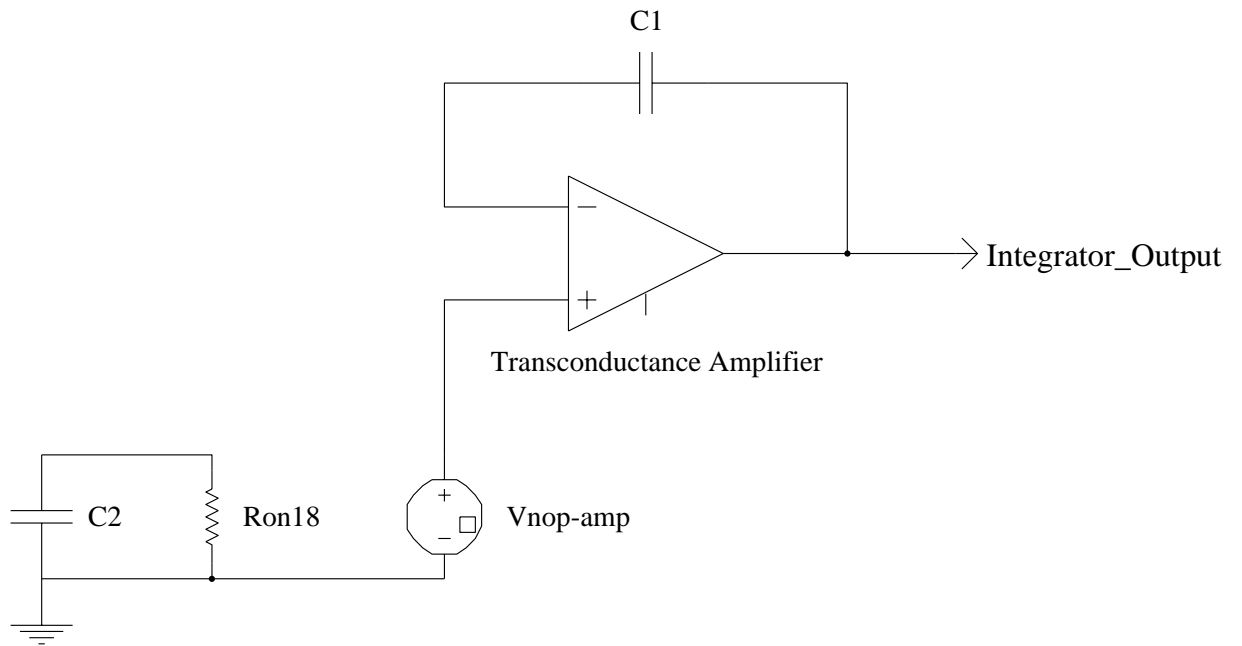 C1
Integrator_Output
Transconductance Amplifier
C2
Ron18
Vnop-amp